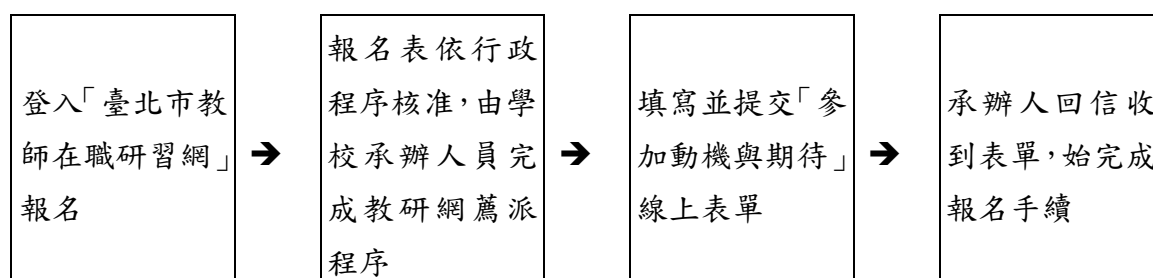 登入「臺北市教
師在職研習網」
報名
➔
報名表依行政
程序核准，由學
校承辦人員完
成教研網薦派
程序
➔
填寫並提交「參
加動機與期待」
線上表單
➔
承辦人回信收
到表單，始完成
報名手續